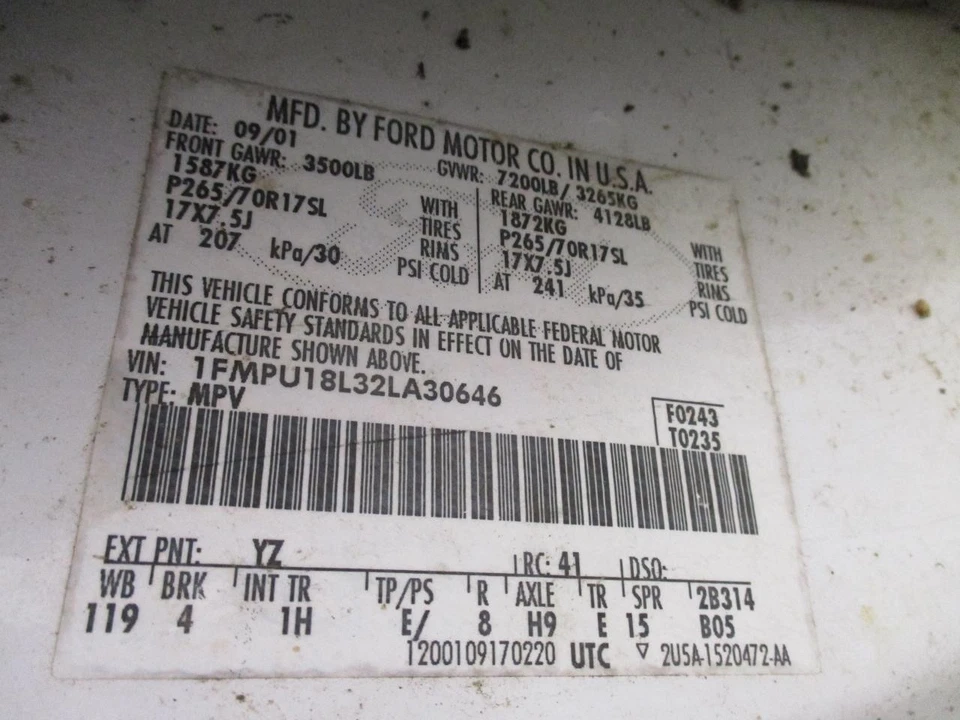 MFD. BY FORD MOTOR CO. IN U.S.A.
DATE: 09/01 GVWR: 7200LB/ 3265KG
FRONT GAWR: 3500LB REAR GAWR: 4128LB
1587KG WITH 1872KG WITH
P265/70R17SL TIRES P265/70R17SL TIRES
17X7.5J RIMS 17X7.5J RIMS
AT 207 kPa/30 PSI COLD AT 241 kPa/35 PSI COLD
THIS VEHICLE CONFORMS TO ALL APPLICABLE FEDERAL MOTOR
VEHICLE SAFETY STANDARDS IN EFFECT ON THE DATE OF
MANUFACTURE SHOWN ABOVE.
VIN: 1FMPU18L32LA30646
TYPE: MPV F0243
T0235
EXT PNT: YZ RC: 41 DSO:
WB BRK INT TR TP/PS R AXLE TR SPR 2B314
119 4 1H E/ 8 H9 E 15 B05
1200109170220 UTC ▽ 2U5A-1520472-AA